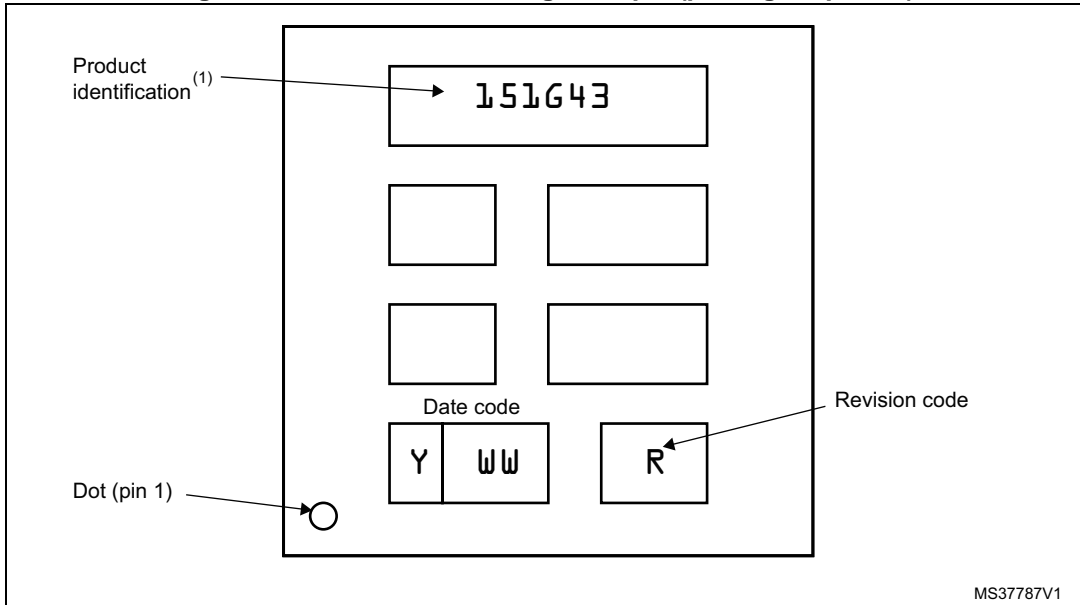 Product
identification(1)
151G43
Date code
Y WW R
Revision code
Dot (pin 1)
MS37787V1